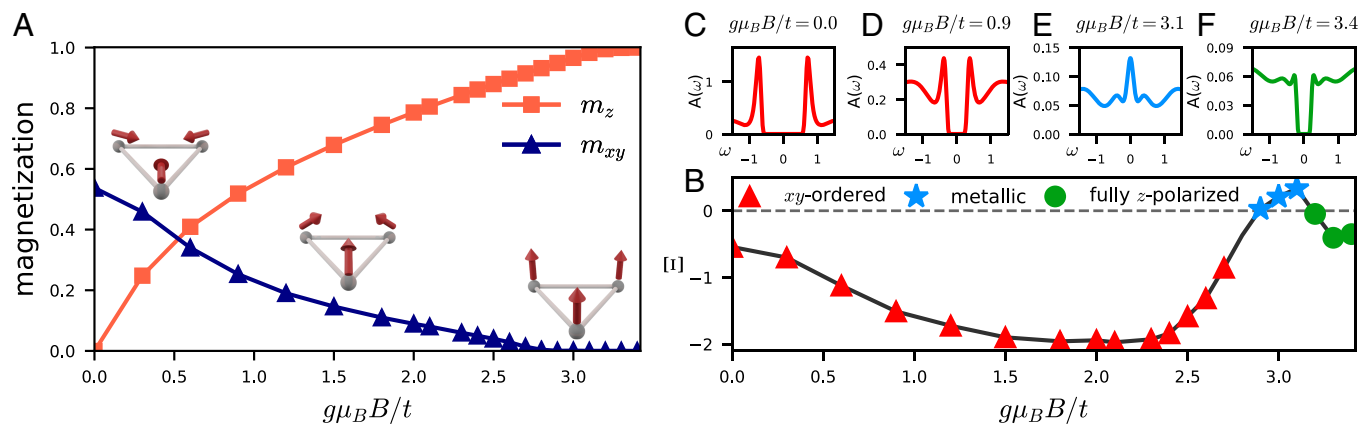 A
magnetization
1.0
0.8
0.6
0.4
0.2
0.0
m_z
m_{xy}
0.0 0.5 1.0 1.5 2.0 2.5 3.0
gμ_B B/t
C gμ_B B/t = 0.0
A(ω)
1
0
ω −1 0 1
D gμ_B B/t = 0.9
A(ω)
0.4
0.2
0.0
ω −1 0 1
E gμ_B B/t = 3.1
A(ω)
0.15
0.10
0.05
0.00
ω −1 0 1
F gμ_B B/t = 3.4
A(ω)
0.09
0.06
0.03
0.00
ω −1 0 1
B
xy-ordered metallic fully z-polarized
Ξ
0
−1
−2
0.0 0.5 1.0 1.5 2.0 2.5 3.0
gμ_B B/t